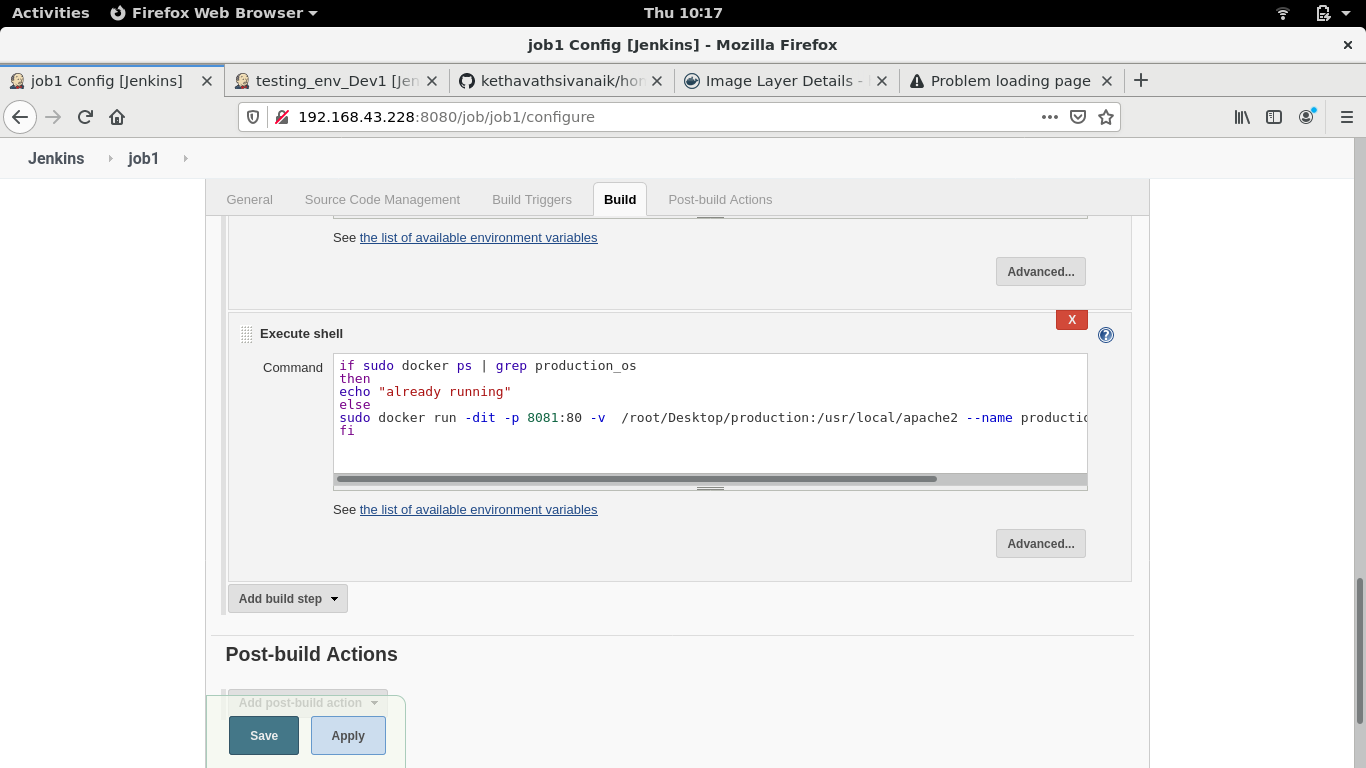 Activities Firefox Web Browser Thu 10:17
job1 Config [Jenkins] - Mozilla Firefox
job1 Config [Jenkins] testing_env_Dev1 [Jen kethavathsivanaik/hor Image Layer Details - Problem loading page
192.168.43.228:8080/job/job1/configure
Jenkins job1
General Source Code Management Build Triggers Build Post-build Actions
See the list of available environment variables
Advanced...
X
Execute shell
Command
if sudo docker ps | grep production_os
then
echo "already running"
else
sudo docker run -dit -p 8081:80 -v  /root/Desktop/production:/usr/local/apache2 --name productio
fi
See the list of available environment variables
Advanced...
Add build step
Post-build Actions
Add post-build action
Save Apply